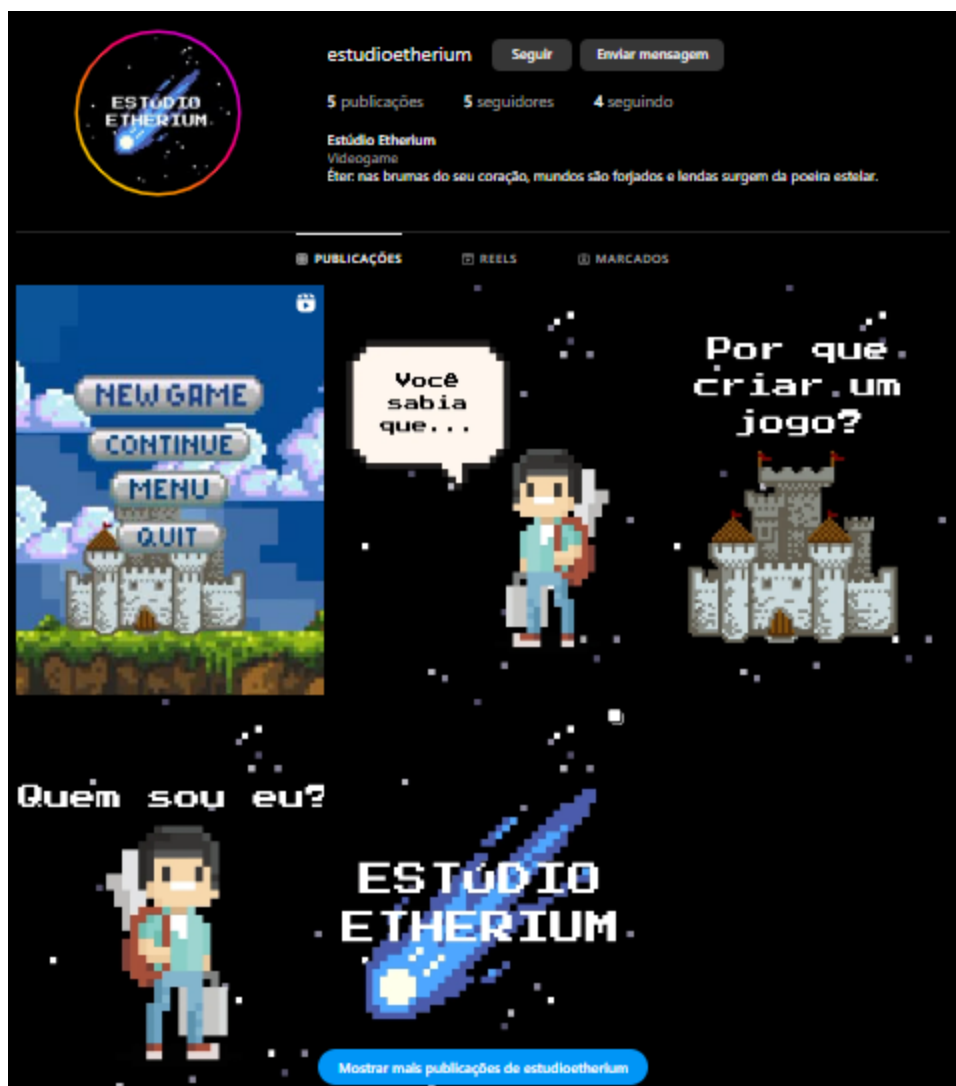 ESTÚDIO
ETHERIUM
estudioetherium Seguir Enviar mensagem
5 publicações 5 seguidores 4 seguindo
Estúdio Etherium
Videogame
Éter: nas brumas do seu coração, mundos são forjados e lendas surgem da poeira estelar.
PUBLICAÇÕES REELS MARCADOS
NEW GAME
CONTINUE
MENU
QUIT
Você
sabia
que...
Por que
criar um
jogo?
Quem sou eu?
ESTúDIO
ETHERIUM
Mostrar mais publicações de estudioetherium